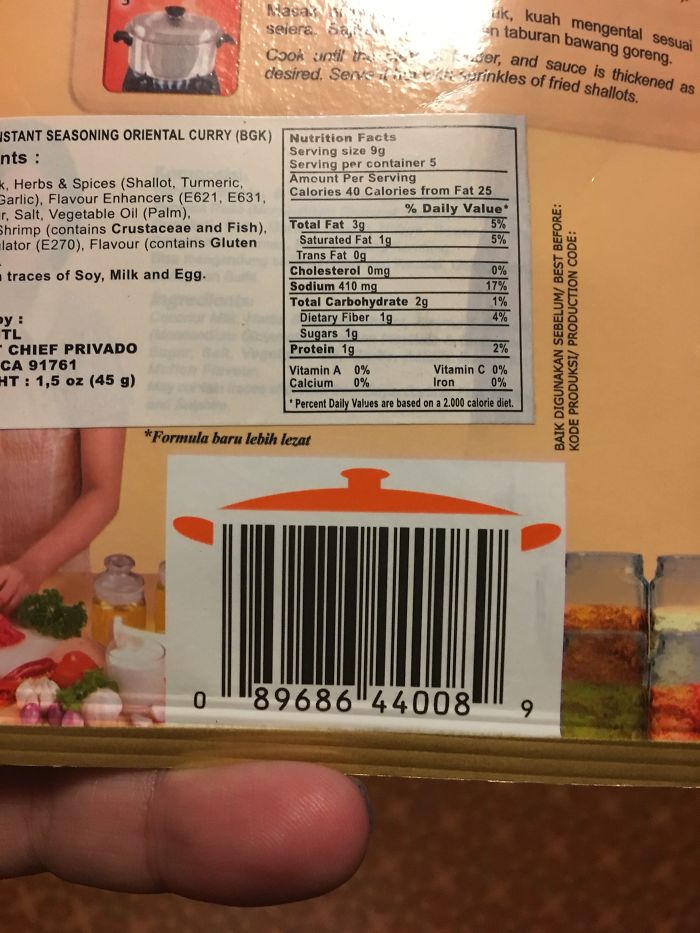 3
Masak
uk, kuah mengental sesuai
selera.
taburan bawang goreng.
Cook until the
and sauce is thickened as
desired. Serve it
sprinkles of fried shallots.
NSTANT SEASONING ORIENTAL CURRY (BGK)
nts :
k, Herbs & Spices (Shallot, Turmeric,
Garlic), Flavour Enhancers (E621, E631,
r, Salt, Vegetable Oil (Palm),
Shrimp (contains Crustaceae and Fish),
ulator (E270), Flavour (contains Gluten
traces of Soy, Milk and Egg.
by :
TL
T CHIEF PRIVADO
CA 91761
HT : 1,5 oz (45 g)
Nutrition Facts
Serving size 9g
Serving per container 5
Amount Per Serving
Calories 40 Calories from Fat 25
% Daily Value*
Total Fat 3g 5%
Saturated Fat 1g 5%
Trans Fat 0g
Cholesterol 0mg 0%
Sodium 410 mg 17%
Total Carbohydrate 2g 1%
Dietary Fiber 1g 4%
Sugars 1g
Protein 1g 2%
Vitamin A 0% Vitamin C 0%
Calcium 0% Iron 0%
* Percent Daily Values are based on a 2.000 calorie diet.
BAIK DIGUNAKAN SEBELUM/ BEST BEFORE:
KODE PRODUKSI/ PRODUCTION CODE:
*Formula baru lebih lezat
0 89686 44008 9